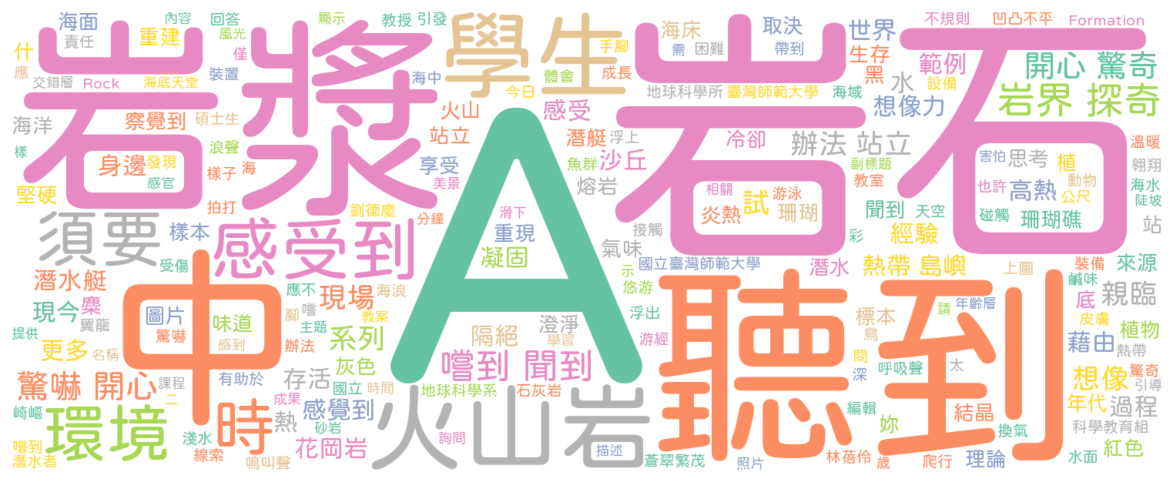 岩漿
A
岩石
聽到
中
學生
火山岩
感受到
時
環境
須要
嚐到 聞到
驚嚇 開心
開心 驚奇
岩界 探奇
辦法 站立
熱帶 島嶼
海面
責任
什
應
重建
內容
風光
回答
顯示
教授
引發
僅
交錯層
Rock
海底天堂
裝置
海中
手腳
體會
成長
今日
海床
需
困難
取決
帶到
世界
生存
黑
水
不規則
凹凸不平
Formation
範例
設備
地球科學所
臺灣師範大學
海域
想像力
海洋
察覺到
碩士生
浪聲
火山
站立
感受
潛艇
浮上
冷卻
副標題
溫暖
樣
身邊
發現
感官
樣子
海
享受
美景
魚群
沙丘
熔岩
相關
游泳
炎熱
試
珊瑚
教室
害怕
思考
植
動物
翱翔
海水
陡坡
也許
高熱
公尺
碰觸
珊瑚礁
聞到
天空
站
堅硬
拍打
劉德慶
分鐘
滑下
重現
接觸
氣味
彩
經驗
樣本
受傷
凝固
示
悠游
國立臺灣師範大學
潛水
上圖
裝備
鹹味
來源
潛水艇
現今
糜
翼龍
提供
圖片
驚嚇
味道
感到
應不
嚐
主題
現場
海浪
腳
教案
辦法
系列
隔絕
澄淨
學習
浮出
游經
標本
鳥
問
深
呼吸聲
太
請
年齡層
底
皮膚
親臨
植物
藉由
熱帶
驚奇
引導
更多
名稱
課程
二
有助於
存活
國立
成果
灰色
時間
地球科學系
石灰岩
想像
年代
過程
科學教育組
崎嶇
嚐到
潛水者
淺水
線索
熱
感覺到
砂岩
花崗岩
嗚叫聲
詢問
描述
蒼翠繁茂
照片
編輯
妳
林蓓伶
歲
爬行
結晶
理論
換氣
水面
紅色